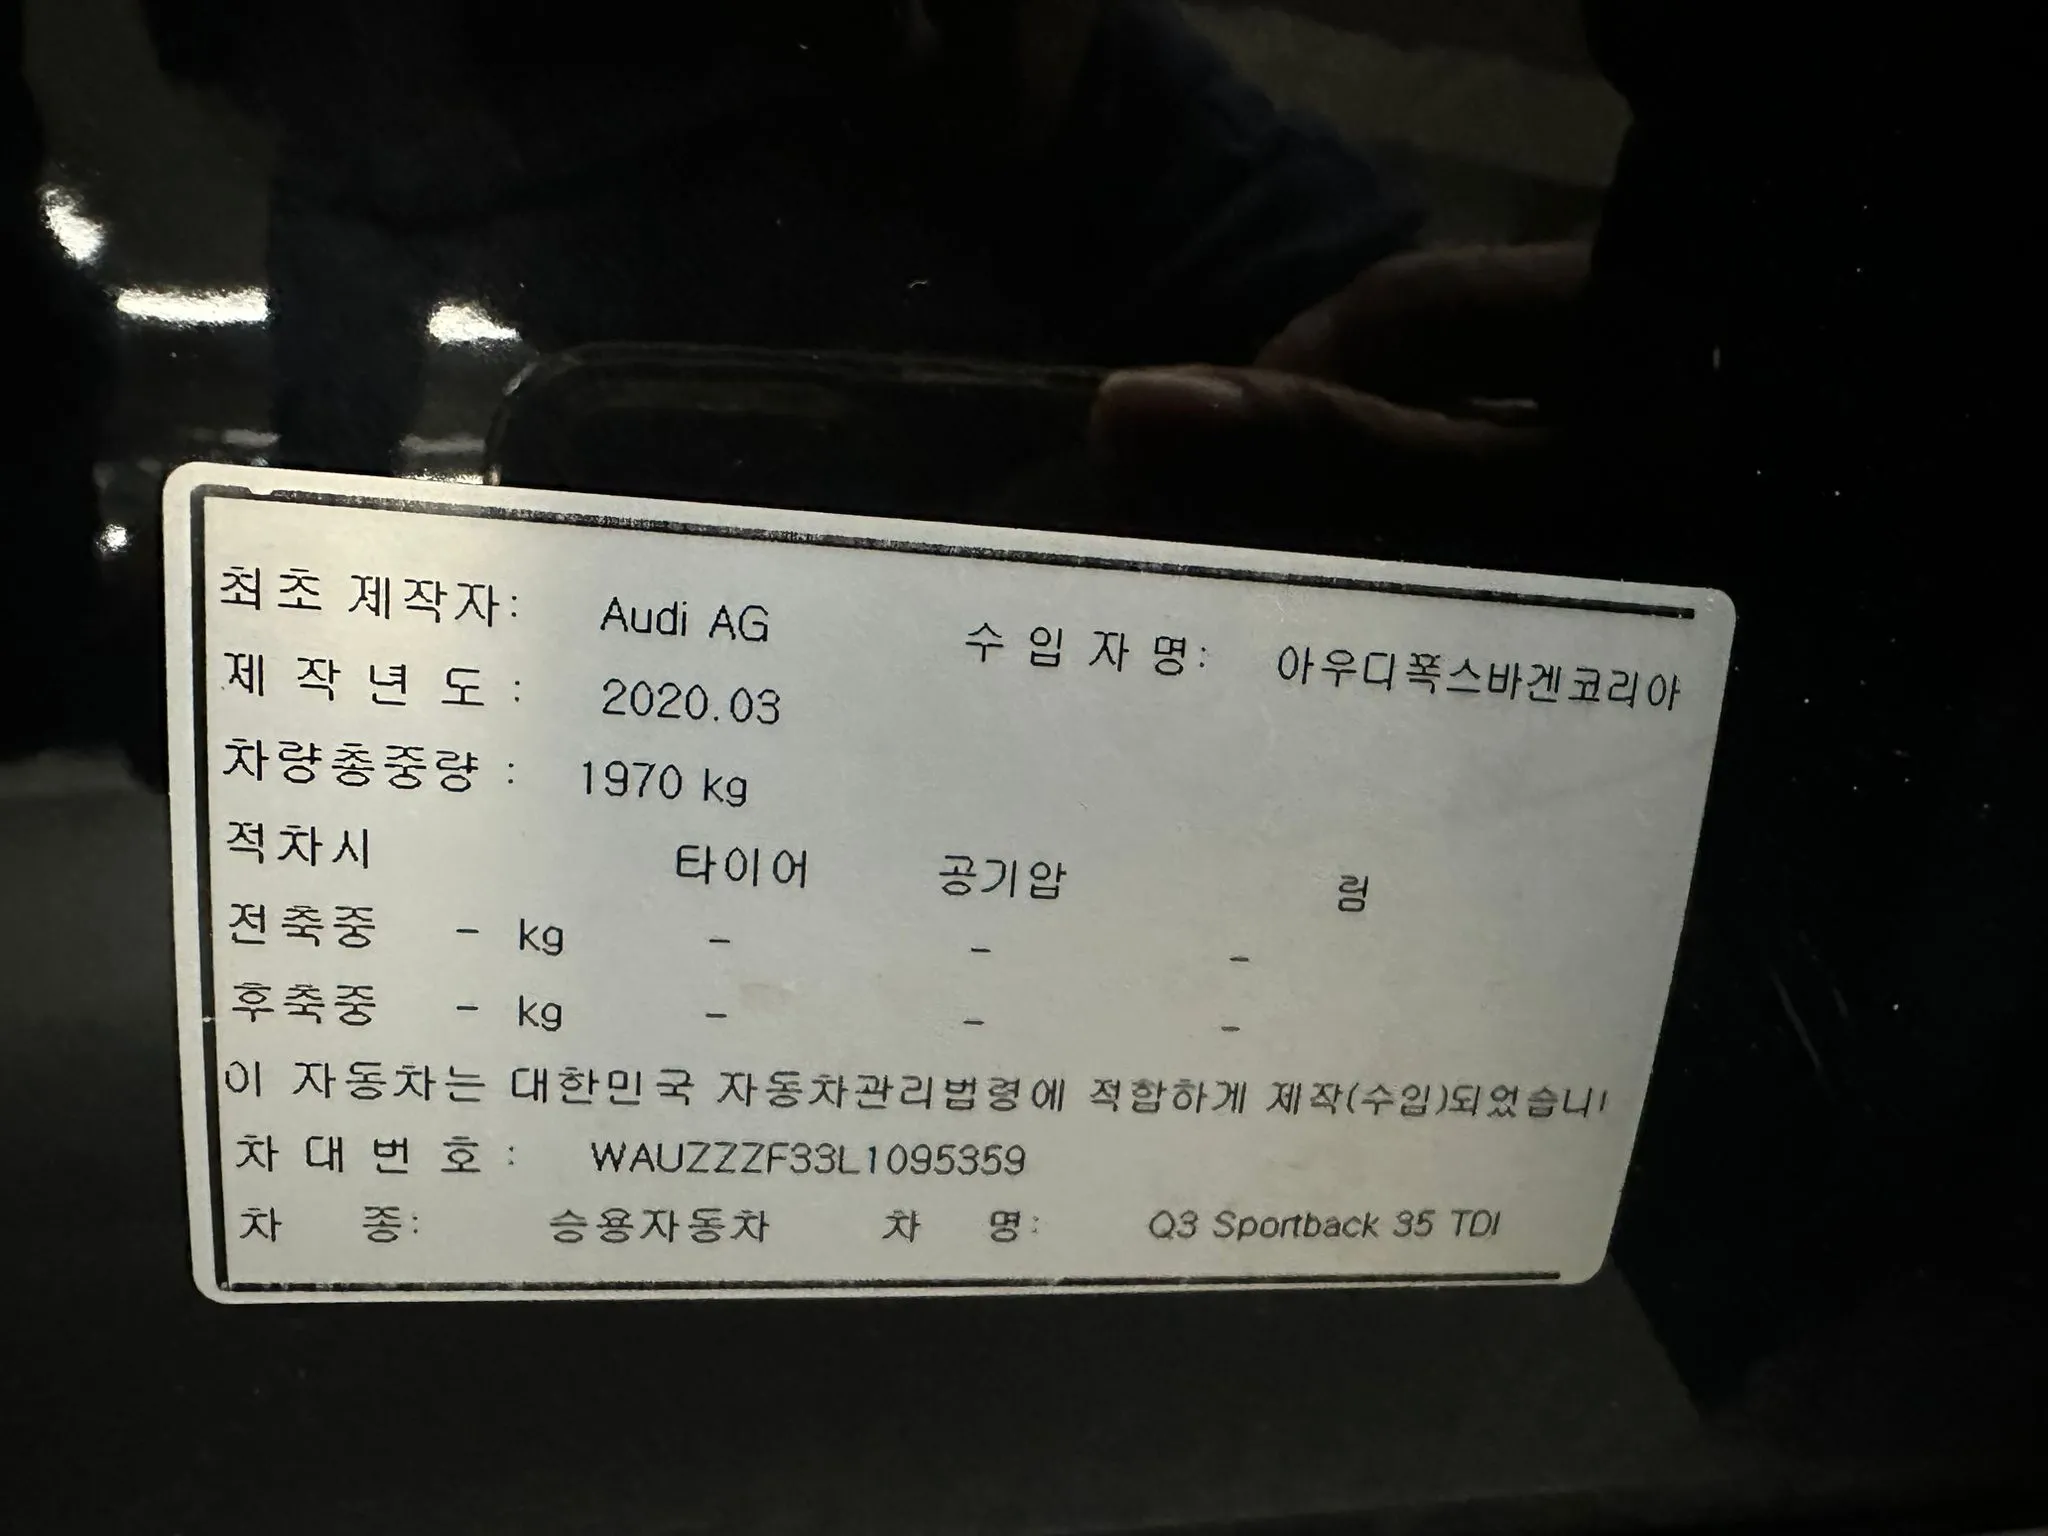 최초 제작자: Audi AG 수 입 자 명: 아우디폭스바겐코리아
제 작 년 도 : 2020.03
차량총중량 : 1970 kg
적차시 타이어 공기압 림
전축중 - kg - - -
후축중 - kg - - -
이 자동차는 대한민국 자동차관리법령에 적합하게 제작(수입)되었습니
차 대 번 호 : WAUZZZF33L1095359
차 종: 승용자동차 차 명: Q3 Sportback 35 TDI